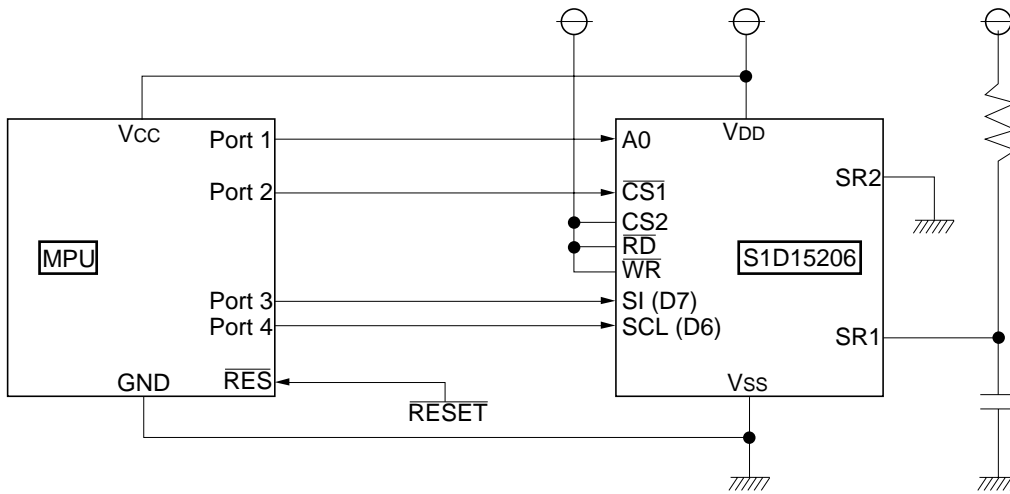 VCC
Port 1
Port 2
MPU
Port 3
Port 4
GND
RES
RESET
VDD
A0
CS1
CS2
RD
WR
SI (D7)
SCL (D6)
SR2
S1D15206
SR1
VSS